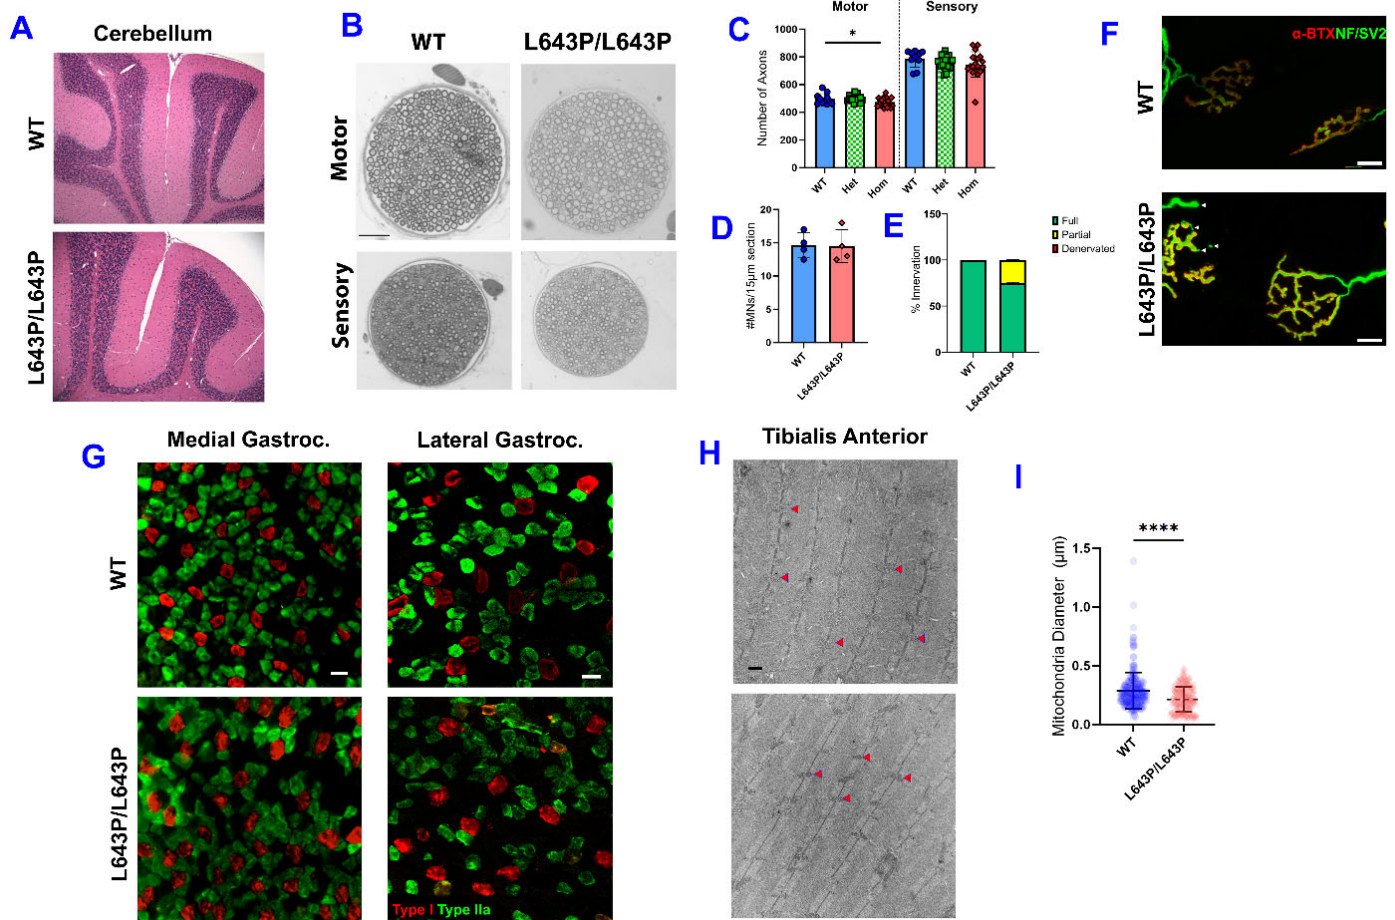 A
Cerebellum
WT
L643P/L643P
B
WT
L643P/L643P
Motor
Sensory
C
Motor
Sensory
*
Number of Axons
1000
800
600
400
200
0
WT
Het
Hom
WT
Het
Hom
D
#MNs/15μm section
20
15
10
5
0
WT
L643P/L643P
E
% Innervation
150
100
50
0
WT
L643P/L643P
Full
Partial
Denervated
F
α-BTXNF/SV2
WT
L643P/L643P
G
Medial Gastroc.
Lateral Gastroc.
WT
L643P/L643P
Type I Type IIa
H
Tibialis Anterior
I
****
Mitochondria Diameter (μm)
1.5
1.0
0.5
0.0
WT
L643P/L643P